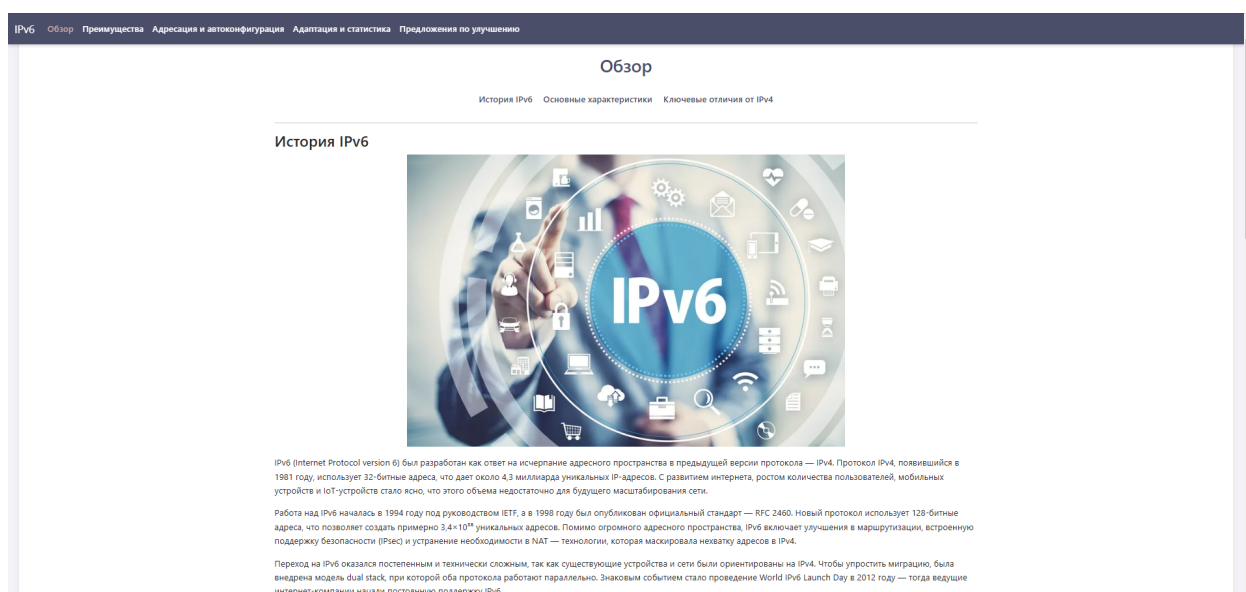 IPv6 Обзор Преимущества Адресация и автоконфигурация Адаптация и статистика Предложения по улучшению
Обзор
История IPv6 Основные характеристики Ключевые отличия от IPv4
История IPv6
IPv6
IPv6 (Internet Protocol version 6) был разработан как ответ на исчерпание адресного пространства в предыдущей версии протокола — IPv4. Протокол IPv4, появившийся в
1981 году, использует 32-битные адреса, что дает около 4,3 миллиарда уникальных IP-адресов. С развитием интернета, ростом количества пользователей, мобильных
устройств и IoT-устройств стало ясно, что этого объема недостаточно для будущего масштабирования сети.
Работа над IPv6 началась в 1994 году под руководством IETF, а в 1998 году был опубликован официальный стандарт — RFC 2460. Новый протокол использует 128-битные
адреса, что позволяет создать примерно 3,4×10³⁸ уникальных адресов. Помимо огромного адресного пространства, IPv6 включает улучшения в маршрутизации, встроенную
поддержку безопасности (IPsec) и устранение необходимости в NAT — технологии, которая маскировала нехватку адресов в IPv4.
Переход на IPv6 оказался постепенным и технически сложным, так как существующие устройства и сети были ориентированы на IPv4. Чтобы упростить миграцию, была
внедрена модель dual stack, при которой оба протокола работают параллельно. Знаковым событием стало проведение World IPv6 Launch Day в 2012 году — тогда ведущие
интернет-компании начали постоянную поддержку IPv6.